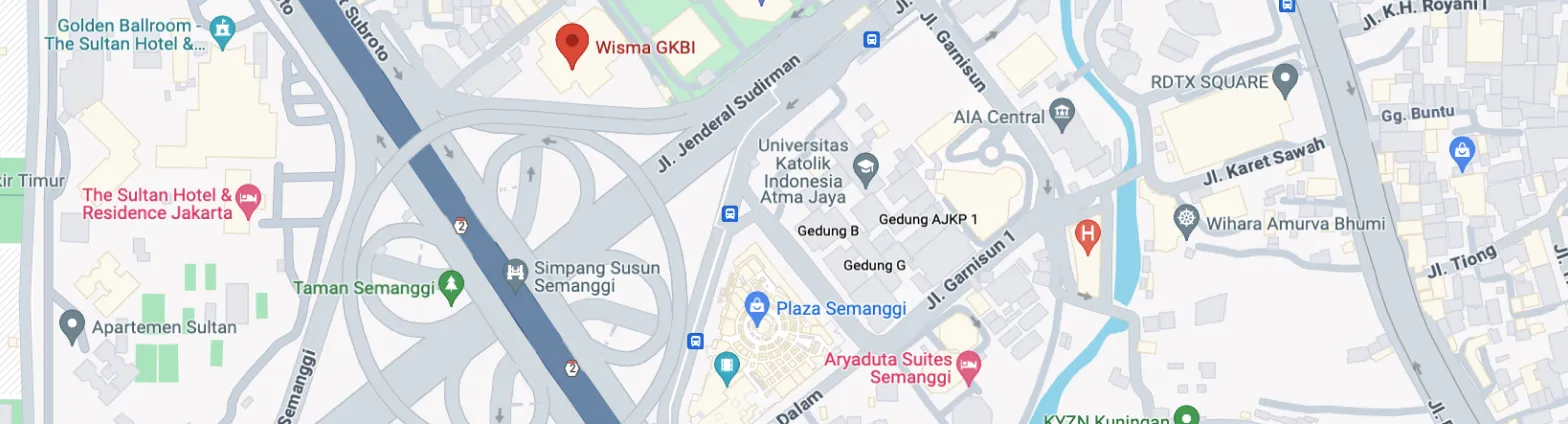 Golden Ballroom -
The Sultan Hotel &...
Subroto
Wisma GKBI
Jl. Jenderal Sudirman
Jl. Garnisun
Jl. K.H. Royani I
RDTX SQUARE
AIA Central
Gg. Buntu
Jl. Karet Sawah
Universitas
Katolik
Indonesia
Atma Jaya
kir Timur
The Sultan Hotel &
Residence Jakarta
2
Gedung AJKP 1
Gedung B
Gedung G
H
Wihara Amurva Bhumi
Jl. Garnisun 1
Jl. Tiong
Simpang Susun
Semanggi
Taman Semanggi
Plaza Semanggi
Apartemen Sultan
Semanggi
2
Aryaduta Suites
Semanggi
Dalam
KYZN Kuningan